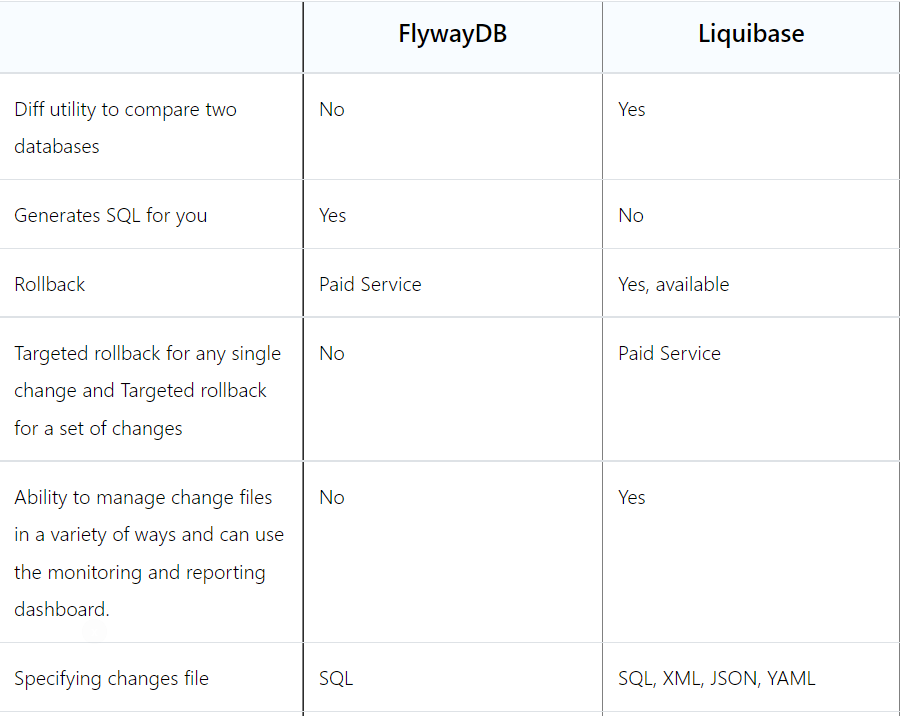 FlywayDB Liquibase
Diff utility to compare two No Yes
databases
Generates SQL for you Yes No
Rollback Paid Service Yes, available
Targeted rollback for any single No Paid Service
change and Targeted rollback
for a set of changes
Ability to manage change files No Yes
in a variety of ways and can use
the monitoring and reporting
dashboard.
Specifying changes file SQL SQL, XML, JSON, YAML